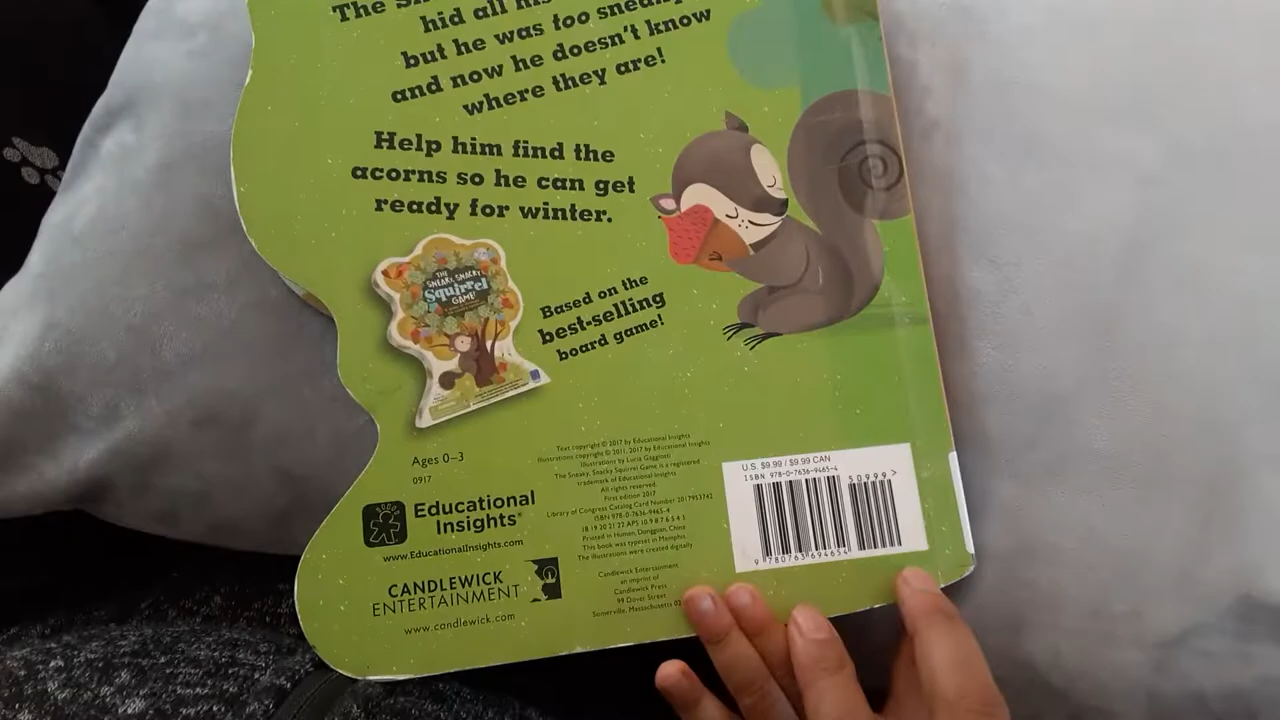 The
hid all his
but he was too sneaky
and now he doesn't know
where they are!
Help him find the
acorns so he can get
ready for winter.
THE
SNEAKY, SNACKY
Squirrel
GAME!
Based on the
best-selling
board game!
Ages 0–3
0917
Educational
Insights®
www.EducationalInsights.com
CANDLEWICK
ENTERTAINMENT
www.candlewick.com
Text copyright © 2017 by Educational Insights
Illustrations copyright © 2011, 2017 by Educational Insights
Illustrations by Lucia Gaggiotti
The Sneaky, Snacky Squirrel Game is a registered
trademark of Educational Insights
All rights reserved.
First edition 2017
Library of Congress Catalog Card Number 2017953742
ISBN 978-0-7636-9465-4
18 19 20 21 22 APS 10 9 8 7 6 5 4 3
Printed in Humen, Dongguan, China
This book was typeset in Memphis.
The illustrations were created digitally.
Candlewick Entertainment
an imprint of
Candlewick Press
99 Dover Street
Somerville, Massachusetts
U.S. $9.99 / $9.99 CAN
ISBN 978-0-7636-9465-4
50999>
9 780763 694654